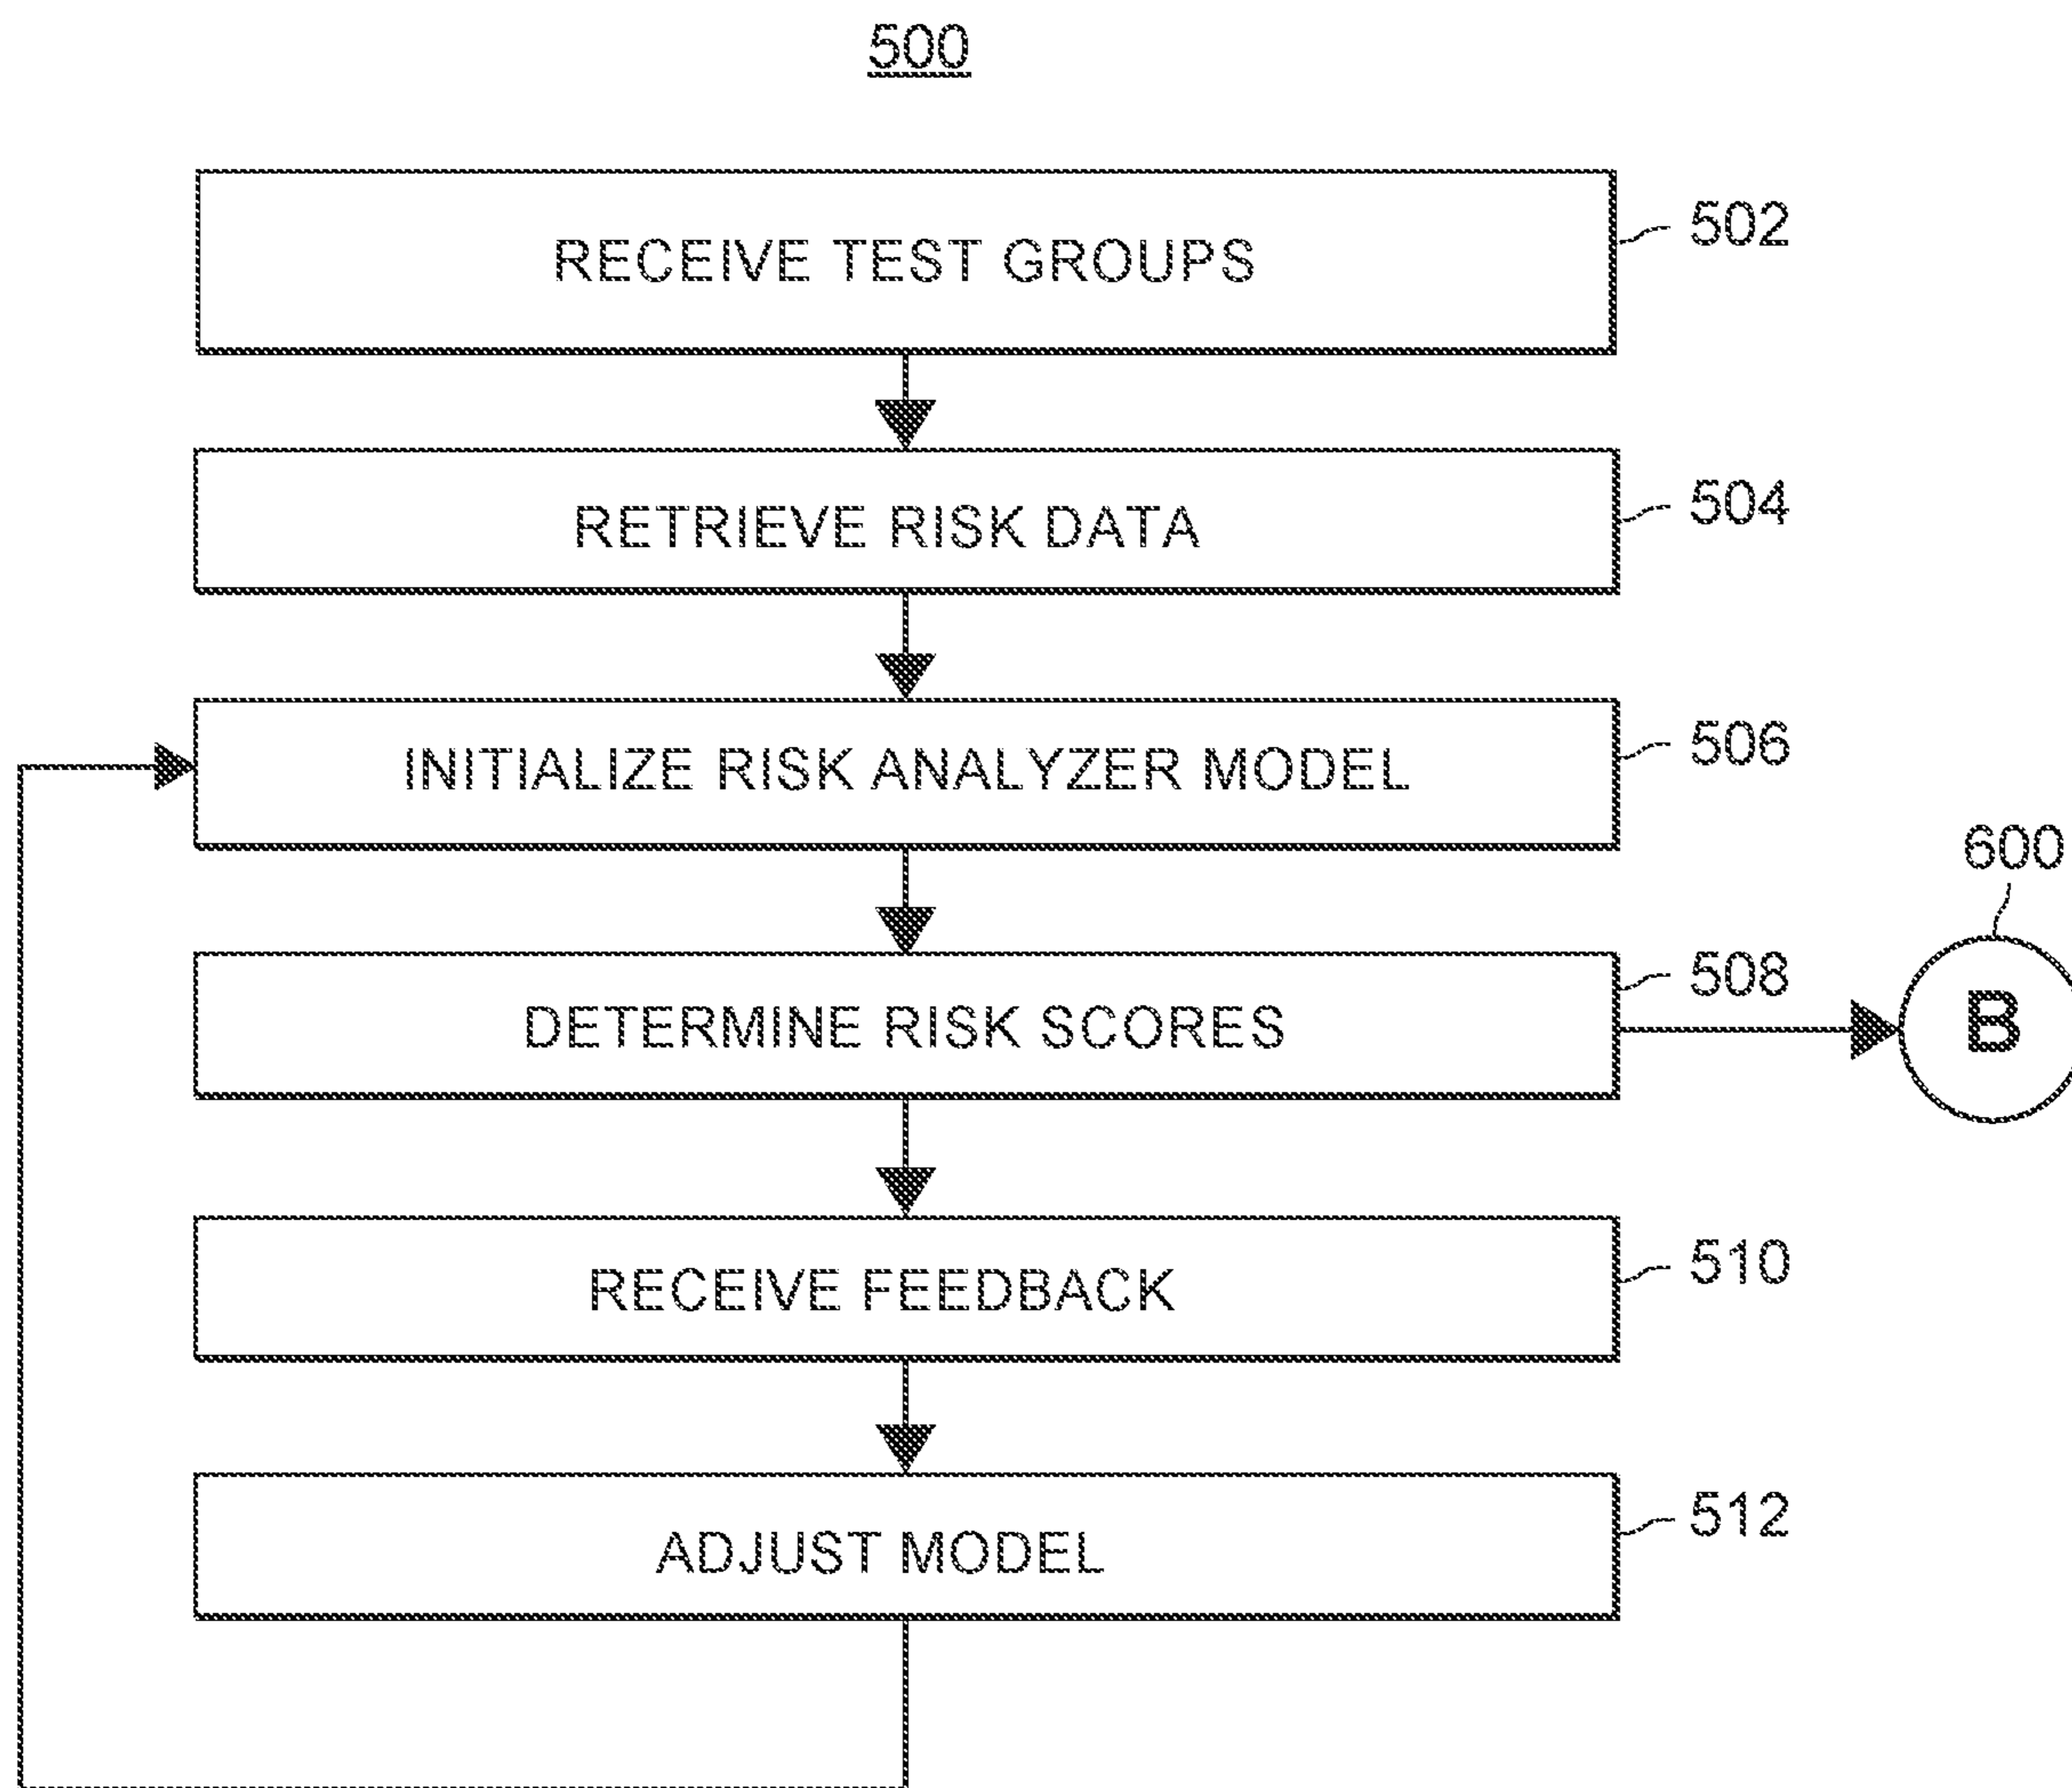 500
RECEIVE TEST GROUPS
502
RETRIEVE RISK DATA
504
INITIALIZE RISK ANALYZER MODEL
506
600
DETERMINE RISK SCORES
508
B
RECEIVE FEEDBACK
510
ADJUST MODEL
512